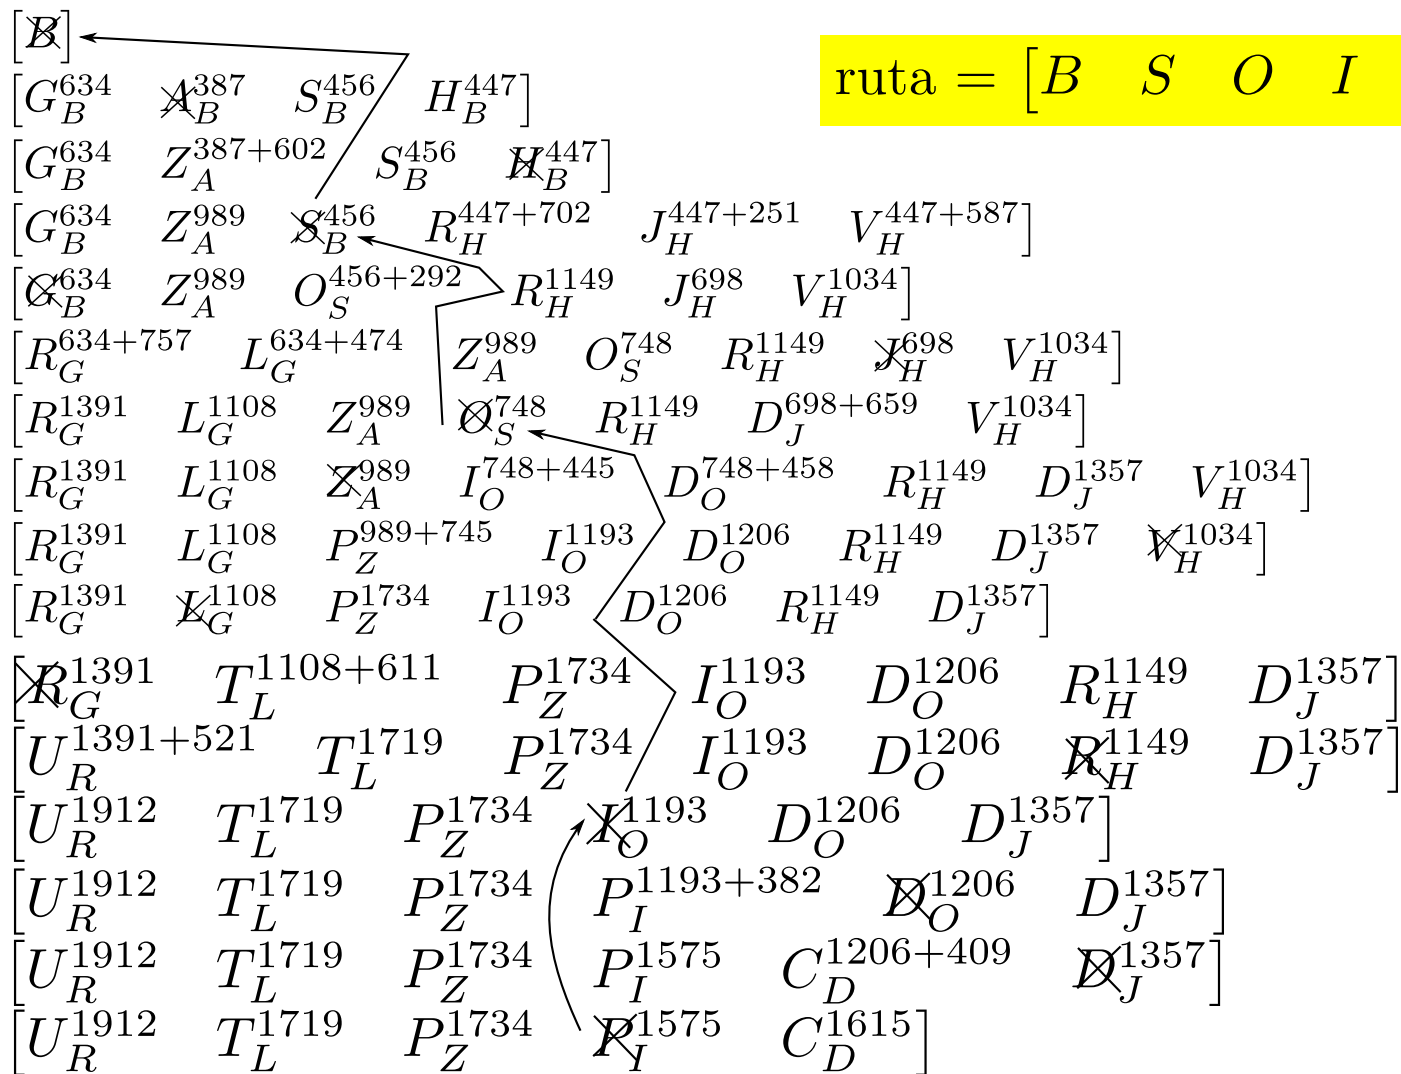 [B]
ruta = [B S O I
[G_B^634 A_B^387 S_B^456 H_B^447]
[G_B^634 Z_A^387+602 S_B^456 H_B^447]
[G_B^634 Z_A^989 S_B^456 R_H^447+702 J_H^447+251 V_H^447+587]
[G_B^634 Z_A^989 O_S^456+292 R_H^1149 J_H^698 V_H^1034]
[R_G^634+757 L_G^634+474 Z_A^989 O_S^748 R_H^1149 J_H^698 V_H^1034]
[R_G^1391 L_G^1108 Z_A^989 O_S^748 R_H^1149 D_J^698+659 V_H^1034]
[R_G^1391 L_G^1108 Z_A^989 I_O^748+445 D_O^748+458 R_H^1149 D_J^1357 V_H^1034]
[R_G^1391 L_G^1108 P_Z^989+745 I_O^1193 D_O^1206 R_H^1149 D_J^1357 V_H^1034]
[R_G^1391 L_G^1108 P_Z^1734 I_O^1193 D_O^1206 R_H^1149 D_J^1357]
[R_G^1391 T_L^1108+611 P_Z^1734 I_O^1193 D_O^1206 R_H^1149 D_J^1357]
[U_R^1391+521 T_L^1719 P_Z^1734 I_O^1193 D_O^1206 R_H^1149 D_J^1357]
[U_R^1912 T_L^1719 P_Z^1734 I_O^1193 D_O^1206 D_J^1357]
[U_R^1912 T_L^1719 P_Z^1734 P_I^1193+382 D_O^1206 D_J^1357]
[U_R^1912 T_L^1719 P_Z^1734 P_I^1575 C_D^1206+409 D_J^1357]
[U_R^1912 T_L^1719 P_Z^1734 P_I^1575 C_D^1615]